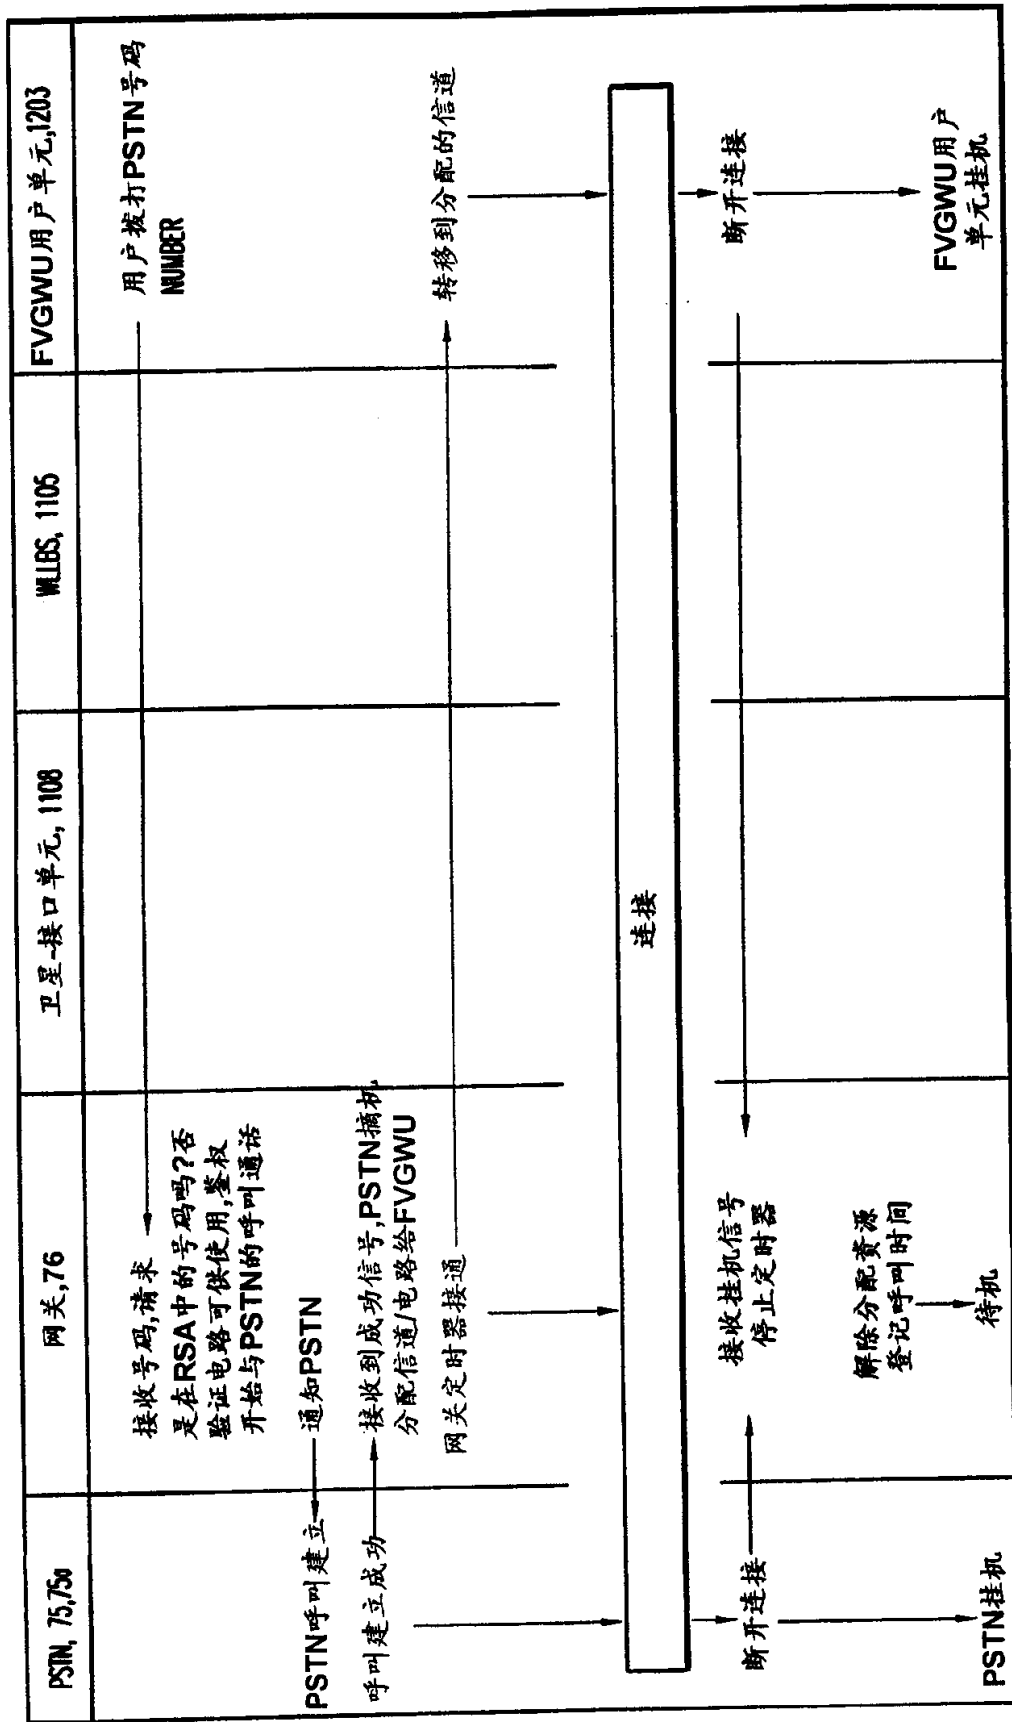 PSTN, 75,75a
网关,76
卫星-接口单元, 1108
WLLBS, 1105
FVGWU用户单元,1203
用户拨打PSTN号码
NUMBER
接收号码,请求
是在RSA中的号码吗?否
验证电路可供使用,鉴权
开始与PSTN的呼叫通话
通知PSTN
PSTN呼叫建立
呼叫建立成功
接收到成功信号,PSTN摘机
分配信道/电路给FVGWU
网关定时器接通
转移到分配的信道
连接
断开连接
断开连接
接收挂机信号
停止定时器
解除分配资源
登记呼叫时间
待机
PSTN挂机
FVGWU用户
单元挂机